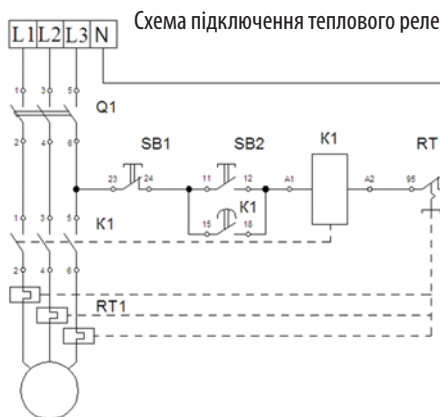 Схема підключення теплового реле
L1 L2 L3 N
1 3 5
Q1
2 4 6
SB1 SB2 K1 RT
23 24 11 12 A1 A2 95
K1
15 16
1 3 5
K1
2 4 6
RT1